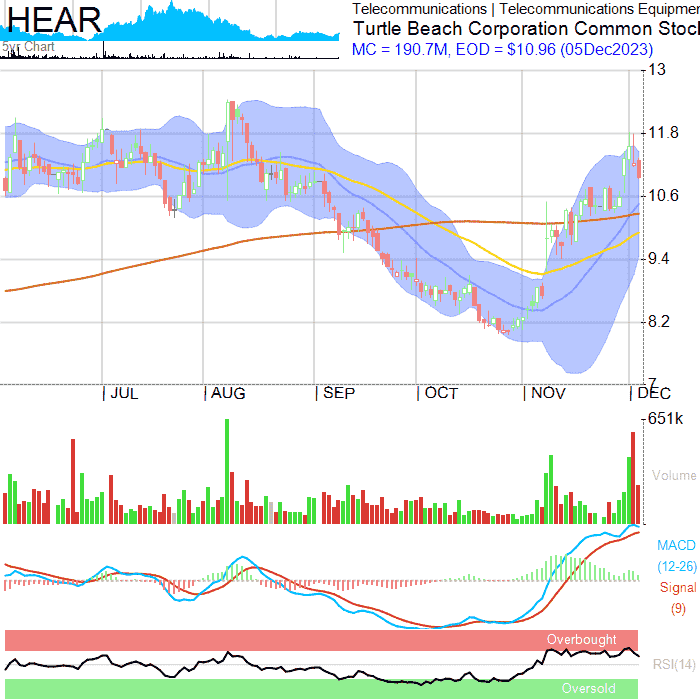 HEAR
Telecommunications | Telecommunications Equipmen
Turtle Beach Corporation Common Stoc
MC = 190.7M, EOD = $10.96 (05Dec2023)
5yr Chart
13
11.8
10.6
9.4
8.2
7
JUL AUG SEP OCT NOV DEC
651k
Volume
MACD
(12-26)
Signal
(9)
Overbought
RSI(14)
Oversold